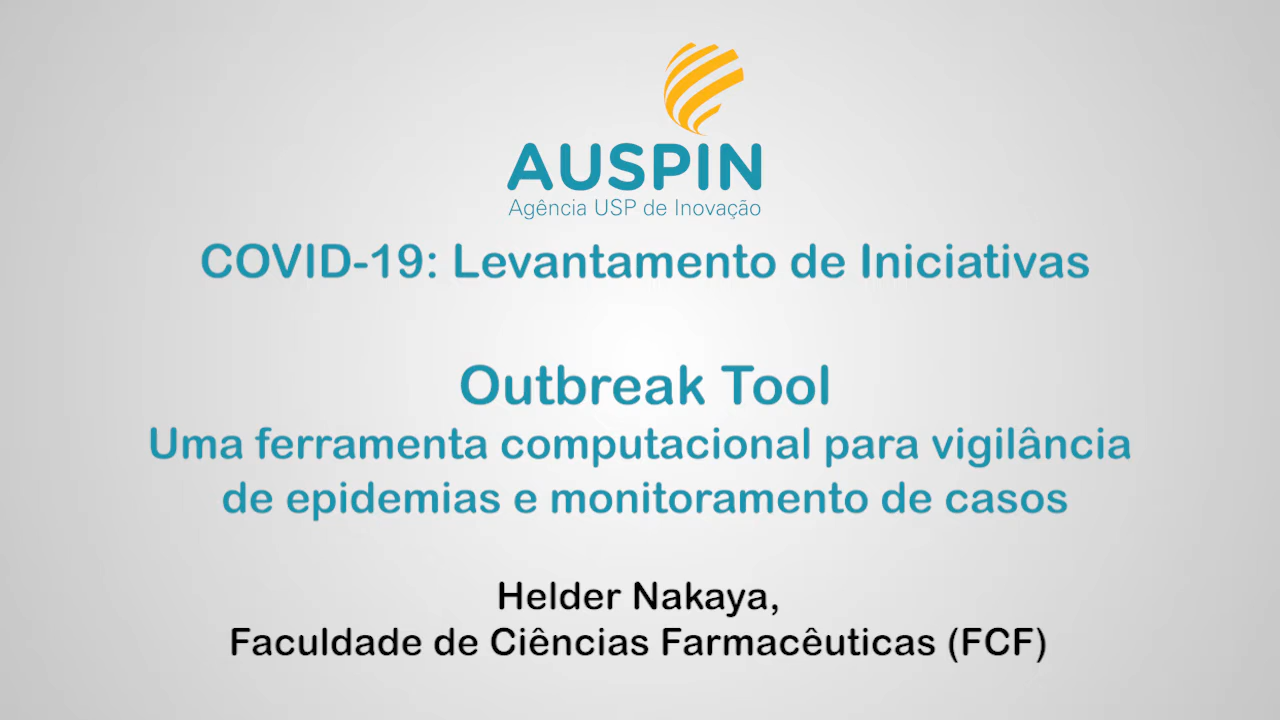 AUSPIN
Agência USP de Inovação
COVID-19: Levantamento de Iniciativas
Outbreak Tool
Uma ferramenta computacional para vigilância
de epidemias e monitoramento de casos
Helder Nakaya,
Faculdade de Ciências Farmacêuticas (FCF)